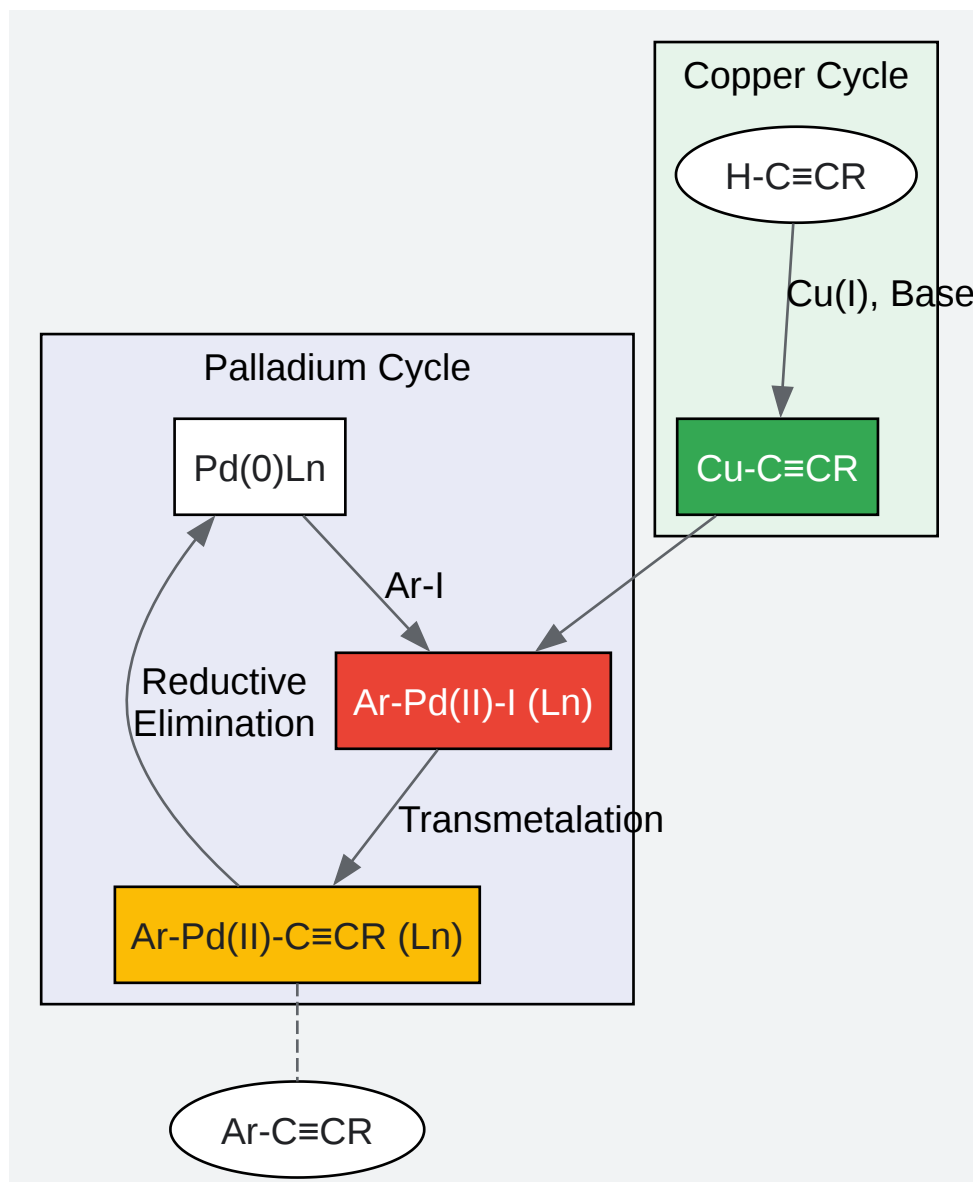 Copper Cycle
H-C≡CR
Cu(I), Base
Palladium Cycle
Pd(0)Ln
Cu-C≡CR
Ar-I
Reductive
Elimination
Ar-Pd(II)-I (Ln)
Transmetalation
Ar-Pd(II)-C≡CR (Ln)
Ar-C≡CR